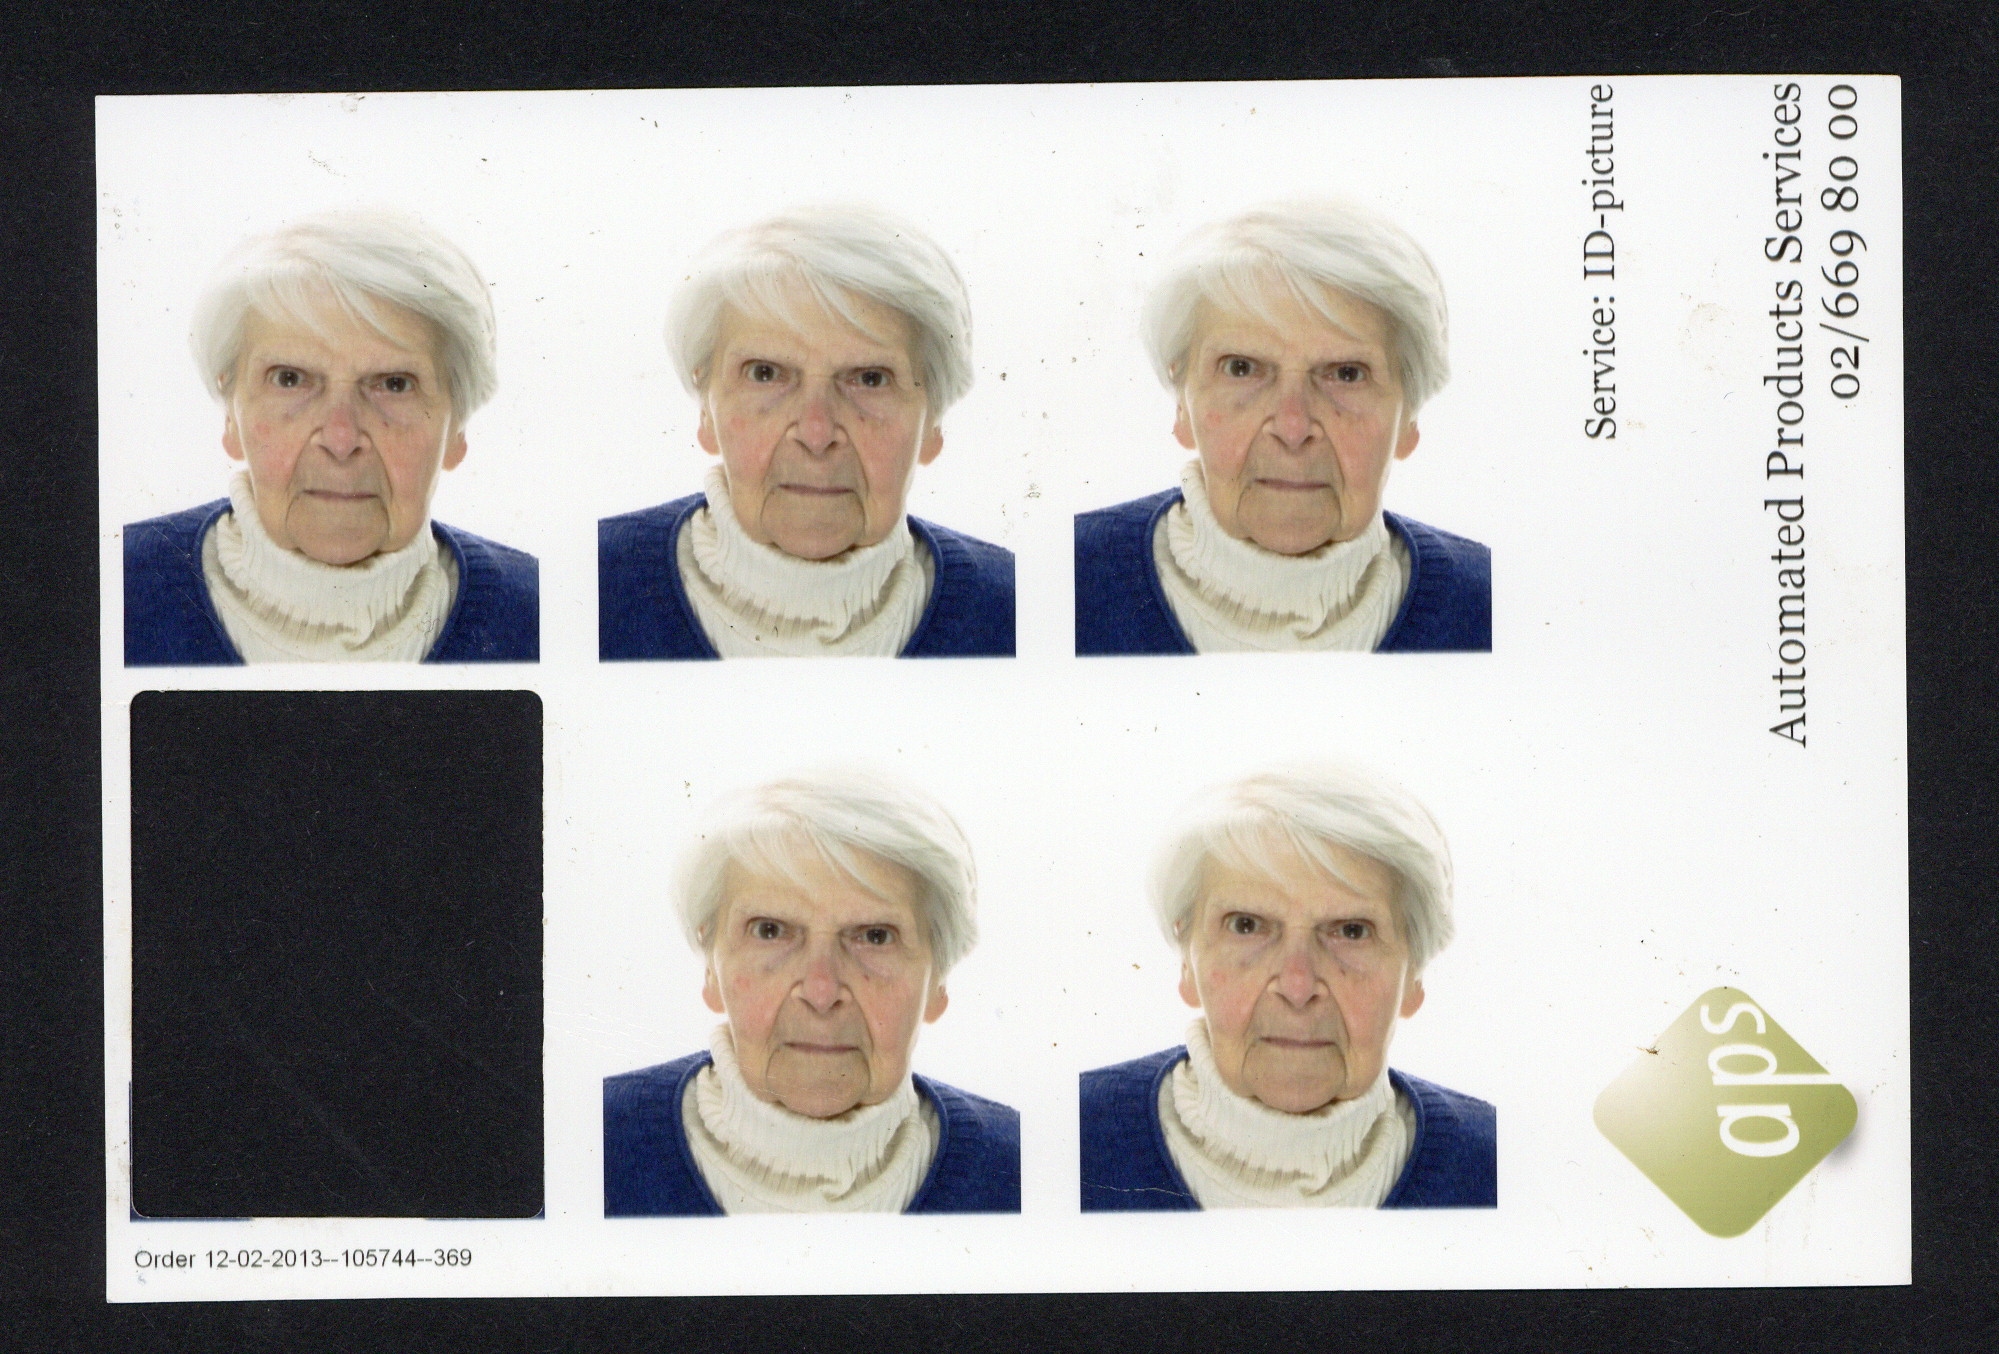 Service: ID-picture
Automated Products Services
02/669 80 00
aps
Order 12-02-2013--105744--369